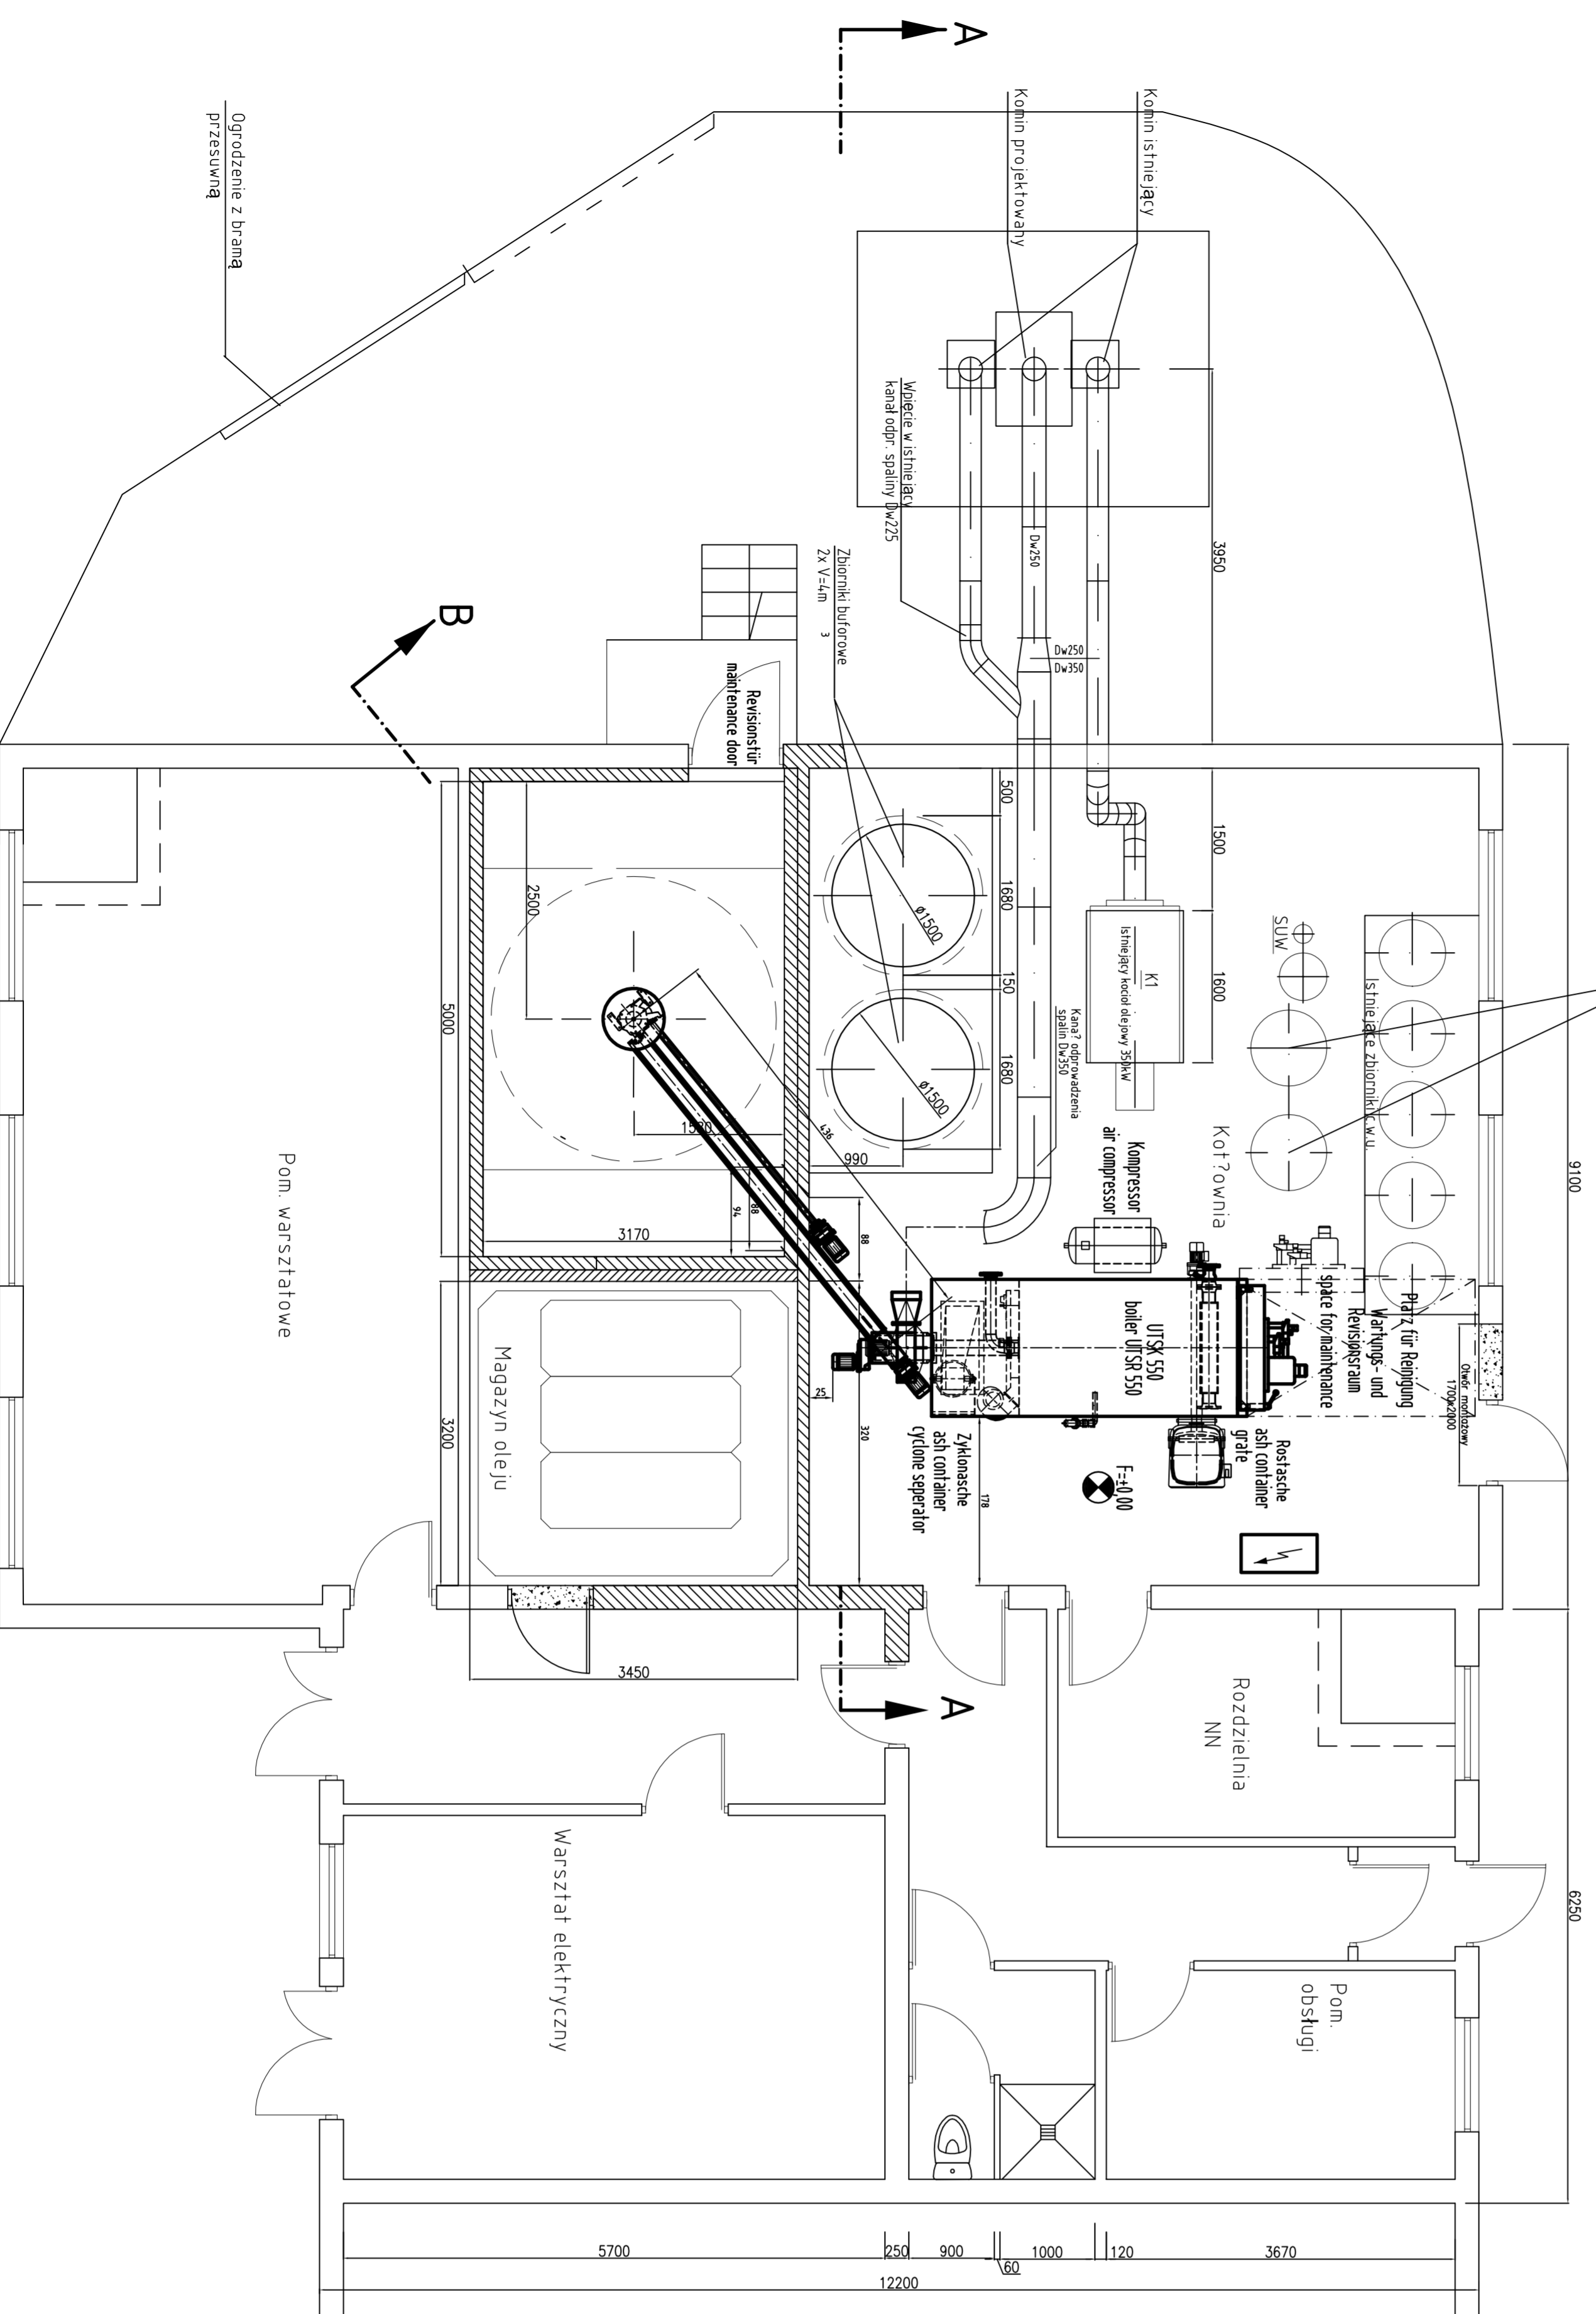 A
Komin istniejący
Komin projektowany
Ogrodzenie z bramą
przesuwną
Wpięcie w istniejący
kanał odpr. spaliny Dw225
Dw250
3950
Zbiorniki buforowe
2x V=4m 3
Dw250
Dw350
B
Revisionstür
maintenance door
500
1680
150
1680
1500
1600
ø1500
ø1500
990
2500
5000
1580
436
94
88
3170
88
K1
Istniejący kocioł olejowy 350kW
Kana? odprowadzenia
spalin Dw350
SUW
Istniejące zbiorniki c.w.u.
Kot?ownia
9100
Kompressor
air compressor
Platz für Reinigung
Wartungs- und
Revisionsraum
space for maintenance
Otwór montażowy
1700x2000
UTSK 550
boiler UTSR 550
Rostasche
ash container
grate
Zyklonasche
ash container
cyclone seperator
F=±0,00
178
25
320
Pom. warsztatowe
Magazyn oleju
3200
3450
A
Rozdzielnia
NN
6250
Warsztat elektryczny
Pom.
obsługi
5700
250
900
60
1000
120
3670
12200